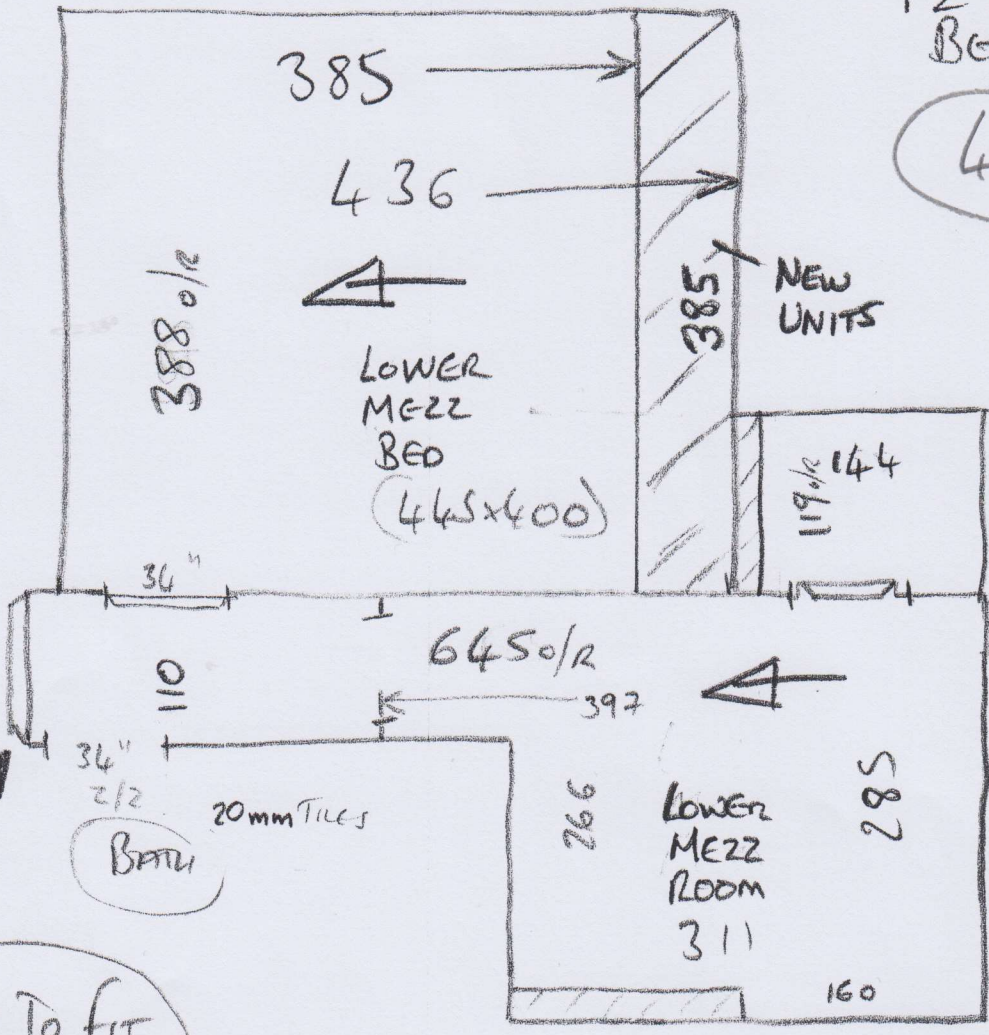 385
436
388 o/R
LOWER
MEZZ
BED
(445x400)
385
NEW
UNITS
119 o/R
144
34"
110
645 o/R
397
34"
2/2
BATH
20mm TILES
266
LOWER
MEZZ
ROOM
311
285
160
To FIT